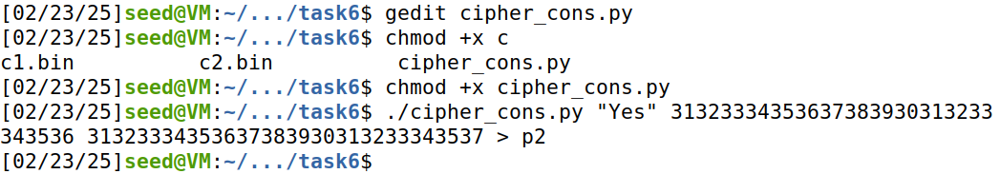 [02/23/25]seed@VM:~/.../task6$ gedit cipher_cons.py
[02/23/25]seed@VM:~/.../task6$ chmod +x c
c1.bin          c2.bin          cipher_cons.py
[02/23/25]seed@VM:~/.../task6$ chmod +x cipher_cons.py
[02/23/25]seed@VM:~/.../task6$ ./cipher_cons.py "Yes" 31323334353637383930313233
343536 31323334353637383930313233343537 > p2
[02/23/25]seed@VM:~/.../task6$